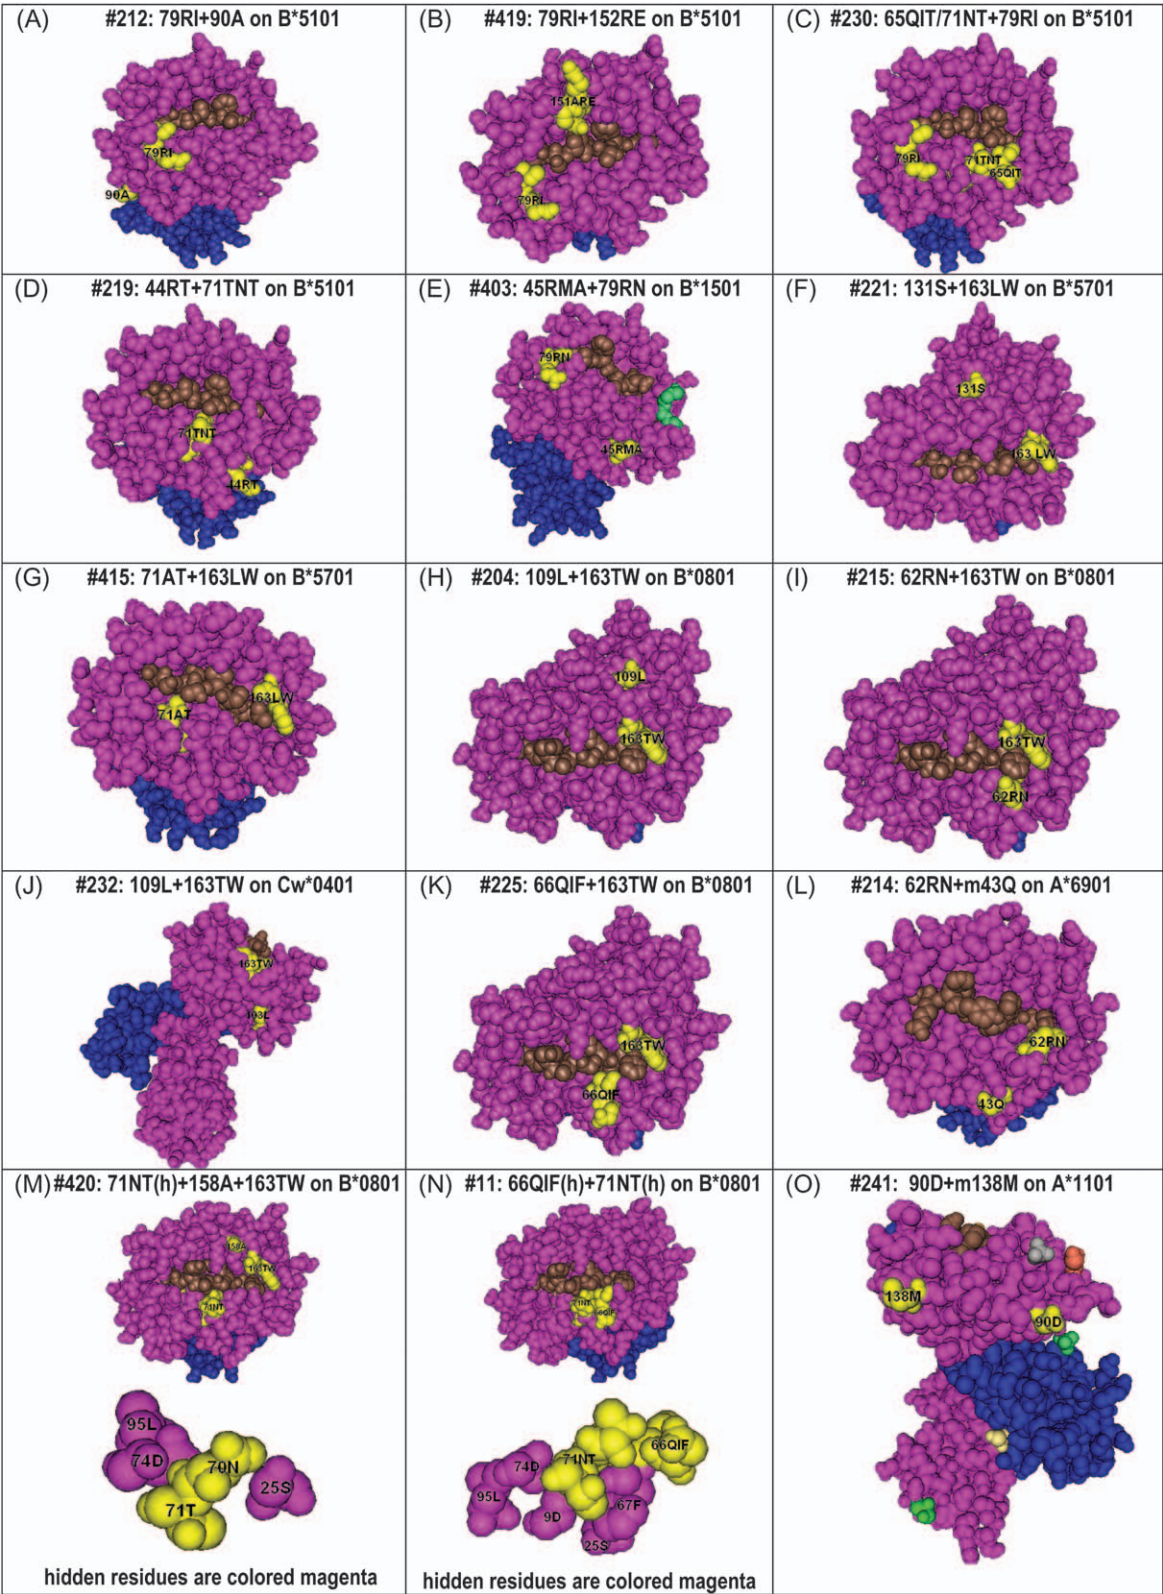 (A) #212: 79RI+90A on B*5101
79RI
90A
(B) #419: 79RI+152RE on B*5101
151ARE
79RI
(C) #230: 65QIT/71NT+79RI on B*5101
79RI
71TNT
65QIT
(D) #219: 44RT+71TNT on B*5101
71TNT
44RT
(E) #403: 45RMA+79RN on B*1501
79RN
45RMA
(F) #221: 131S+163LW on B*5701
131S
163 LW
(G) #415: 71AT+163LW on B*5701
163LW
71AT
(H) #204: 109L+163TW on B*0801
109L
163TW
(I) #215: 62RN+163TW on B*0801
163TW
62RN
(J) #232: 109L+163TW on Cw*0401
163TW
(K) #225: 66QIF+163TW on B*0801
163TW
66QIF
(L) #214: 62RN+m43Q on A*6901
62RN
43Q
(M) #420: 71NT(h)+158A+163TW on B*0801
158A
163TW
71NT
95L
74D
70N
25S
71T
hidden residues are colored magenta
(N) #11: 66QIF(h)+71NT(h) on B*0801
71NT
66QIF
66QIF
71NT
74D
95L
9D
67F
25S
hidden residues are colored magenta
(O) #241: 90D+m138M on A*1101
138M
90D